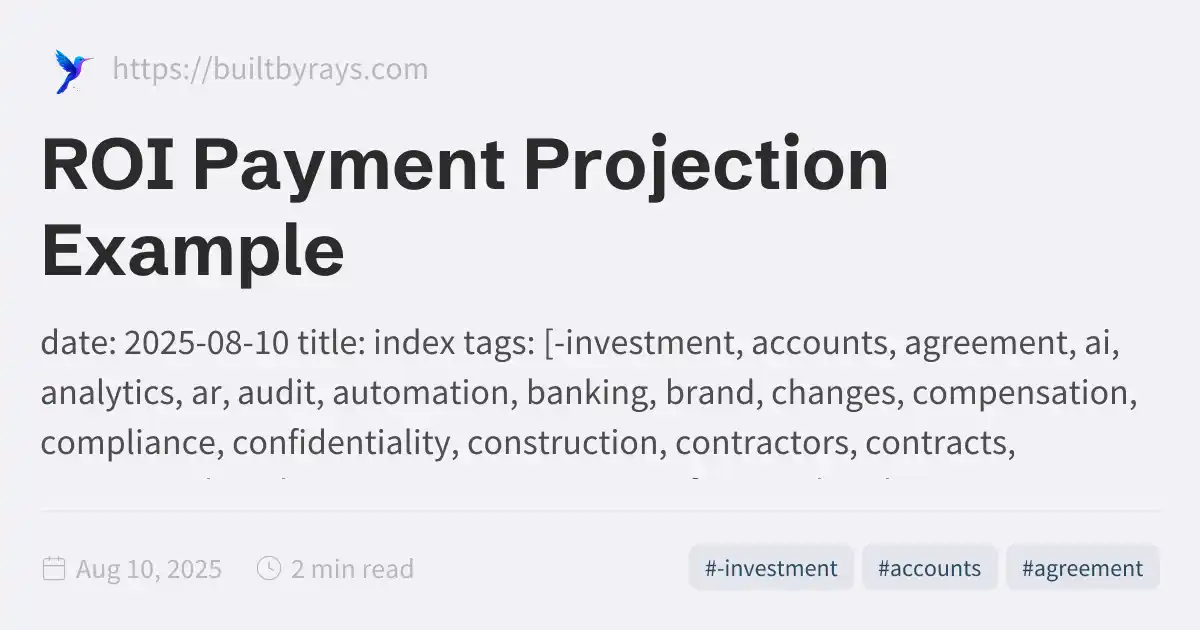 https://builtbyrays.com
ROI Payment Projection
Example
date: 2025-08-10 title: index tags: [-investment, accounts, agreement, ai,
analytics, ar, audit, automation, banking, brand, changes, compensation,
compliance, confidentiality, construction, contractors, contracts,
Aug 10, 2025
2 min read
#-investment
#accounts
#agreement